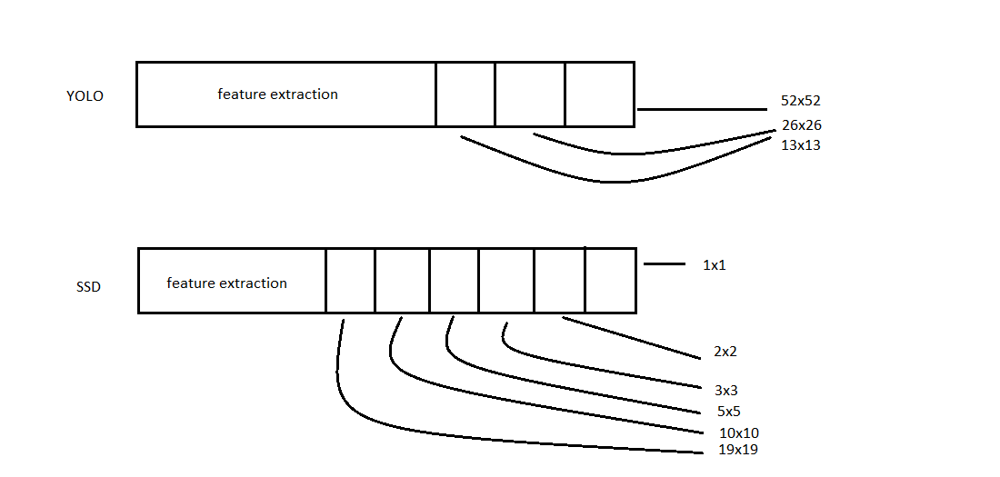 YOLO
feature extraction
52x52
26x26
13x13
SSD
feature extraction
1x1
2x2
3x3
5x5
10x10
19x19